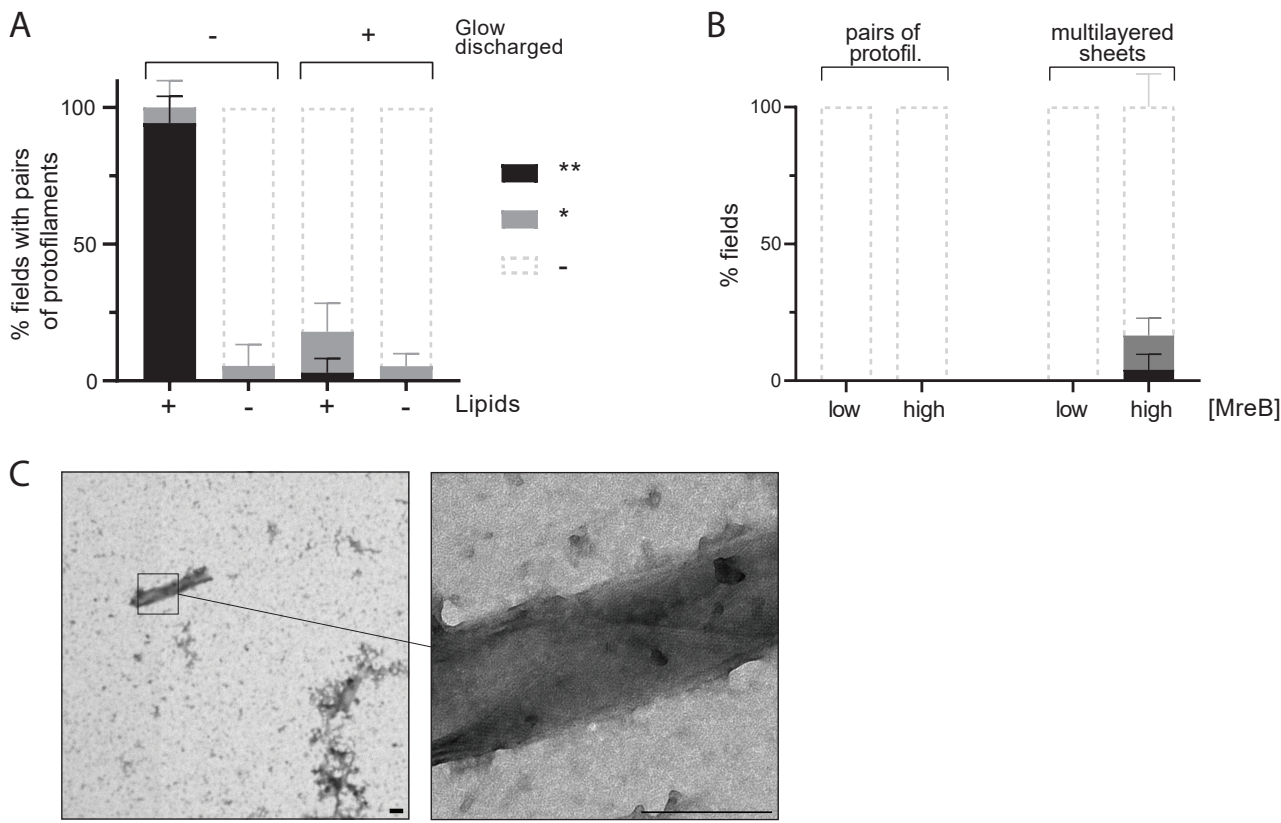 A
- +
Glow
discharged
% fields with pairs
of protofilaments
100
50
0
+ - + -
Lipids
**
*
-
B
pairs of
protofil.
multilayered
sheets
% fields
100
50
0
low high low high
[MreB]
C